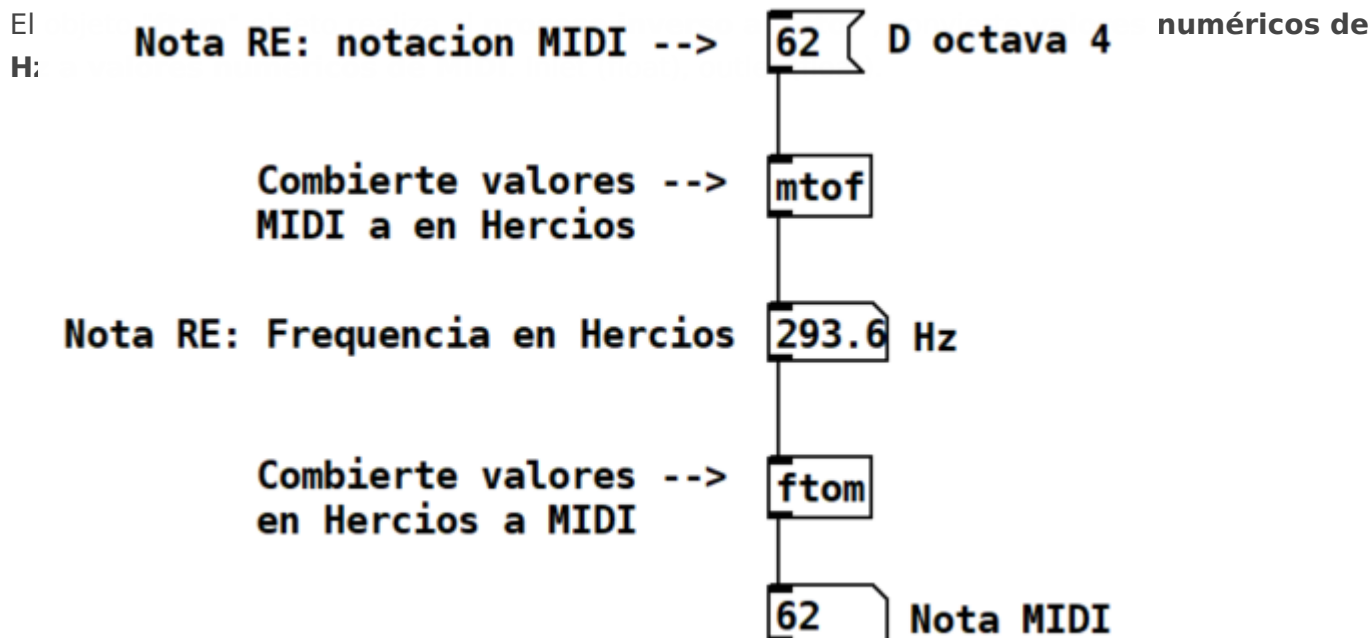 El numéricos de
Nota RE: notacion MIDI --> 62 D octava 4
Combierte valores --> mtof
MIDI a en Hercios
Nota RE: Frequencia en Hercios 293.6 Hz
Combierte valores --> ftom
en Hercios a MIDI
62 Nota MIDI